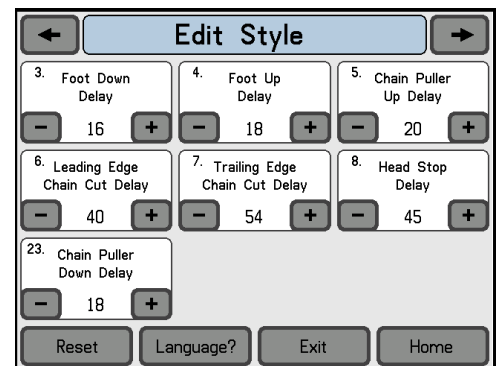 Edit Style
3. Foot Down
Delay
- 16 +
4. Foot Up
Delay
- 18 +
5. Chain Puller
Up Delay
- 20 +
6. Leading Edge
Chain Cut Delay
- 40 +
7. Trailing Edge
Chain Cut Delay
- 54 +
8. Head Stop
Delay
- 45 +
23. Chain Puller
Down Delay
- 18 +
Reset
Language?
Exit
Home